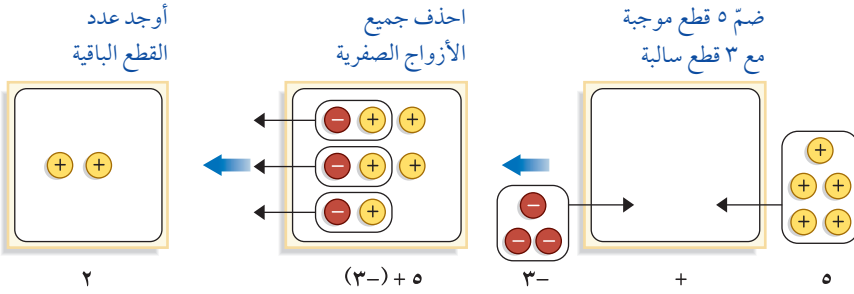 ضمّ ٥ قطع موجبة
مع ٣ قطع سالبة
احذف جميع
الأزواج الصفرية
أوجد عدد
القطع الباقية
+ + + + +
− − −
− + +
− + +
− +
+ +
٥ + −٣
٥ + (−٣)
٢